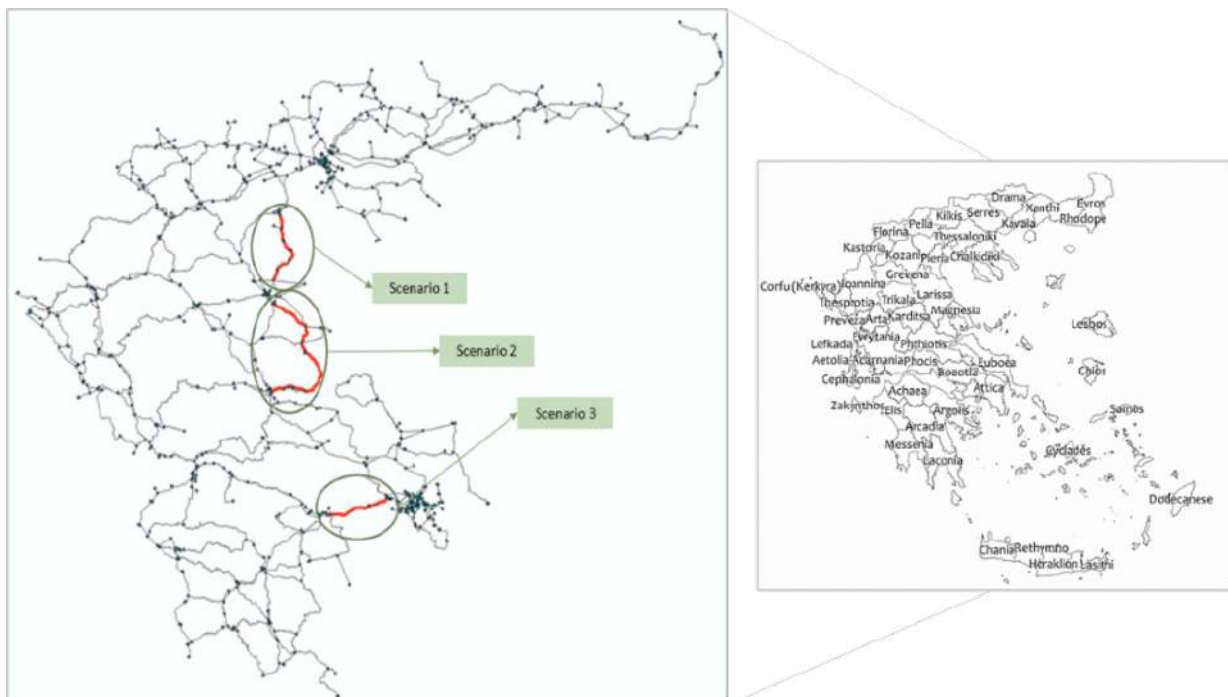 Scenario 1
Scenario 2
Scenario 3
Drama
Xanthi
Evros
Rhodope
Kilkis
Serres
Kavala
Pella
Florina
Thessaloniki
Kastoria
Kozani
Pieria
Chalkidiki
Grevena
Corfu (Kerkyra)
Ioannina
Larissa
Thesprotia
Trikala
Magnesia
Preveza
Arta
Karditsa
Lesbos
Evrytania
Lefkada
Phthiotis
Aetolia-Acarnania
Phocis
Euboea
Boeotia
Chios
Cephalonia
Attica
Achaea
Zakynthos
Elis
Argolis
Samos
Arcadia
Messenia
Cyclades
Laconia
Dodecanese
Chania
Rethymno
Heraklion
Lasithi